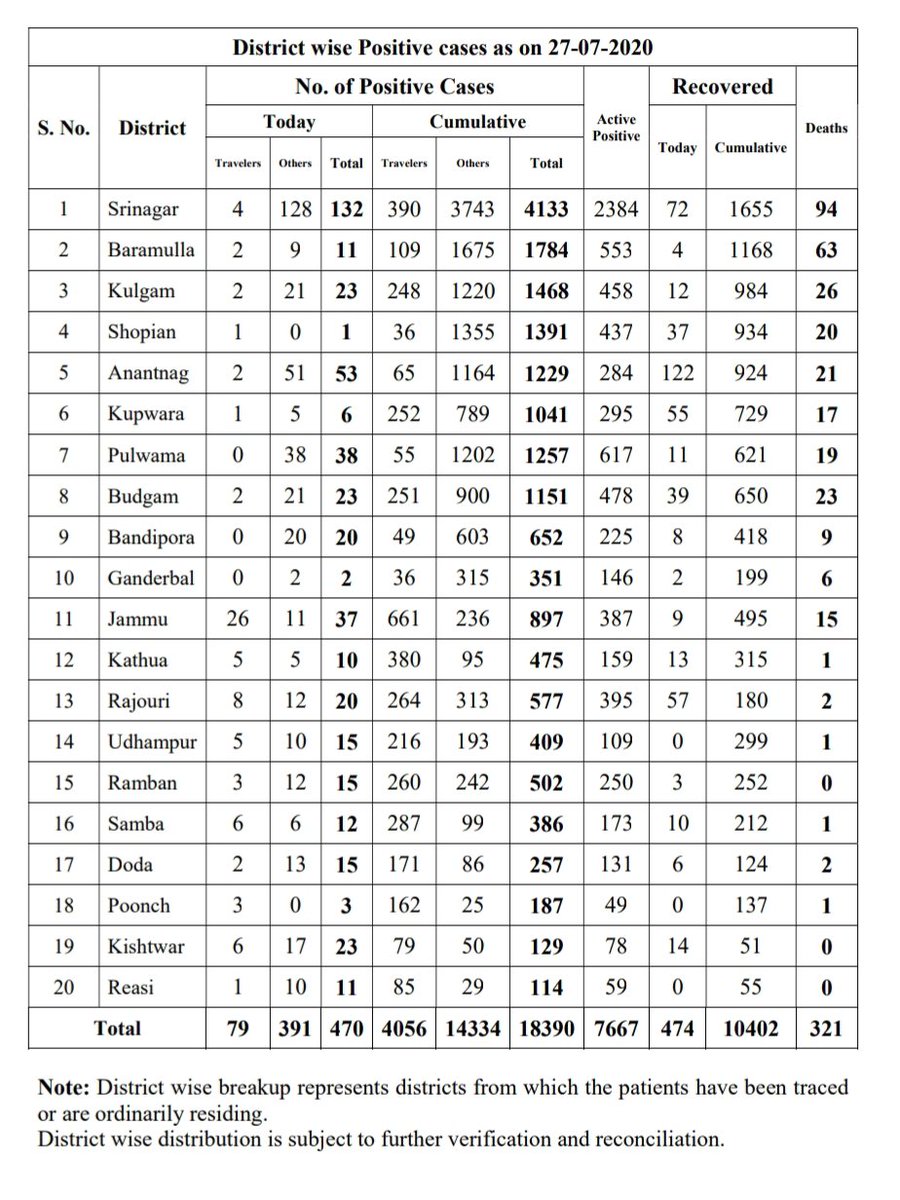 District wise Positive cases as on 27-07-2020
S. No. District No. of Positive Cases Active Positive Recovered Deaths
Today Cumulative Today Cumulative
Travelers Others Total Travelers Others Total
1 Srinagar 4 128 132 390 3743 4133 2384 72 1655 94
2 Baramulla 2 9 11 109 1675 1784 553 4 1168 63
3 Kulgam 2 21 23 248 1220 1468 458 12 984 26
4 Shopian 1 0 1 36 1355 1391 437 37 934 20
5 Anantnag 2 51 53 65 1164 1229 284 122 924 21
6 Kupwara 1 5 6 252 789 1041 295 55 729 17
7 Pulwama 0 38 38 55 1202 1257 617 11 621 19
8 Budgam 2 21 23 251 900 1151 478 39 650 23
9 Bandipora 0 20 20 49 603 652 225 8 418 9
10 Ganderbal 0 2 2 36 315 351 146 2 199 6
11 Jammu 26 11 37 661 236 897 387 9 495 15
12 Kathua 5 5 10 380 95 475 159 13 315 1
13 Rajouri 8 12 20 264 313 577 395 57 180 2
14 Udhampur 5 10 15 216 193 409 109 0 299 1
15 Ramban 3 12 15 260 242 502 250 3 252 0
16 Samba 6 6 12 287 99 386 173 10 212 1
17 Doda 2 13 15 171 86 257 131 6 124 2
18 Poonch 3 0 3 162 25 187 49 0 137 1
19 Kishtwar 6 17 23 79 50 129 78 14 51 0
20 Reasi 1 10 11 85 29 114 59 0 55 0
Total 79 391 470 4056 14334 18390 7667 474 10402 321
Note: District wise breakup represents districts from which the patients have been traced
or are ordinarily residing.
District wise distribution is subject to further verification and reconciliation.